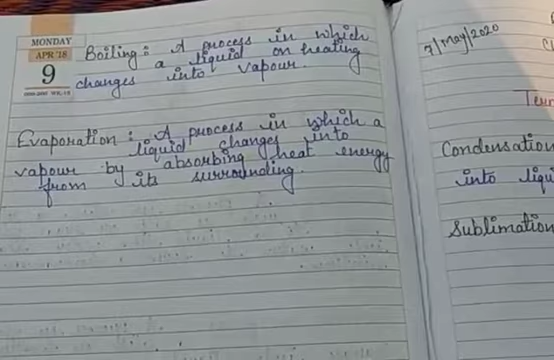 MONDAY
APR '18
9
Boiling : A process in which
a liquid on heating
changes into vapour.
Evaporation : A process in which a
liquid changes into
vapour by absorbing heat energy
from its surrounding.
7/May/2020
Condensation
into liqui
Sublimation